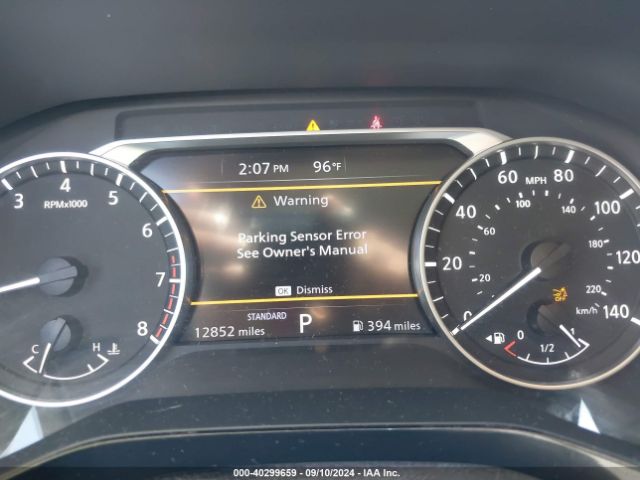 2:07 PM 96°F
Warning
Parking Sensor Error
See Owner's Manual
OK Dismiss
STANDARD
12852 miles P 394 miles
3 4 5 6 7 8
RPMx1000
C H
0 20 40 60 80 100 120 140
MPH
20 60 100 140 180 220
km/h
0 1/2 1
000-40299659 - 09/10/2024 - IAA Inc.